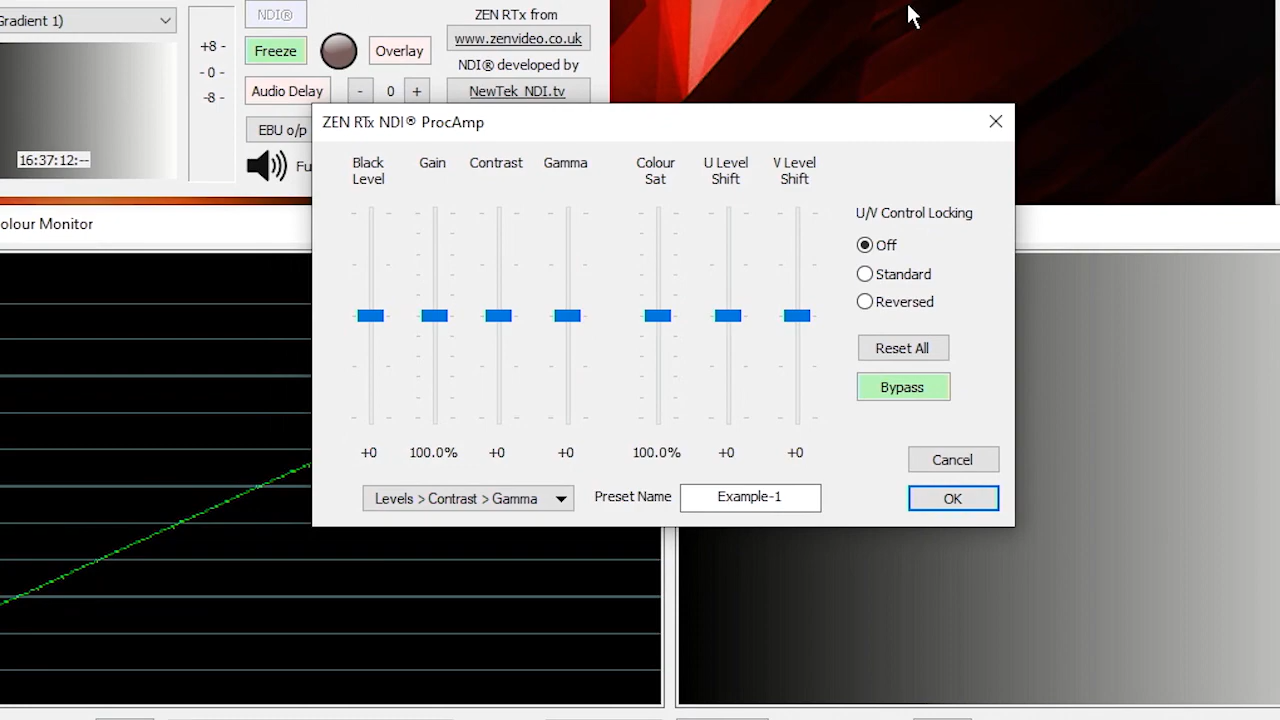 Gradient 1)
NDI®
ZEN RTx from
+8 -
Freeze
Overlay
www.zenvideo.co.uk
- 0 -
NDI® developed by
-8 -
Audio Delay
-
0
+
NewTek NDI.tv
EBU o/p
16:37:12:--
Fu
olour Monitor
ZEN RTx NDI® ProcAmp
Black Level
Gain
Contrast
Gamma
Colour Sat
U Level Shift
V Level Shift
U/V Control Locking
Off
Standard
Reversed
Reset All
Bypass
+0
100.0%
+0
+0
100.0%
+0
+0
Cancel
Levels > Contrast > Gamma
Preset Name
Example-1
OK